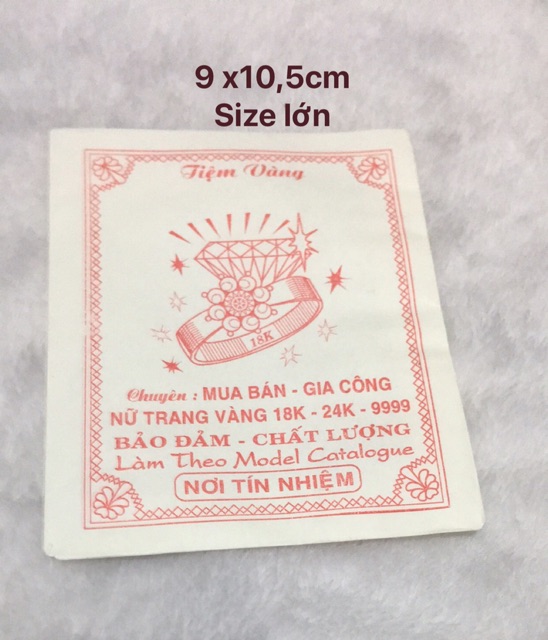 9 x10,5cm
Size lớn
Tiệm Vàng
18K
Chuyên : MUA BÁN - GIA CÔNG
NỮ TRANG VÀNG 18K - 24K - 9999
BẢO ĐẢM - CHẤT LƯỢNG
Làm Theo Model Catalogue
NƠI TÍN NHIỆM